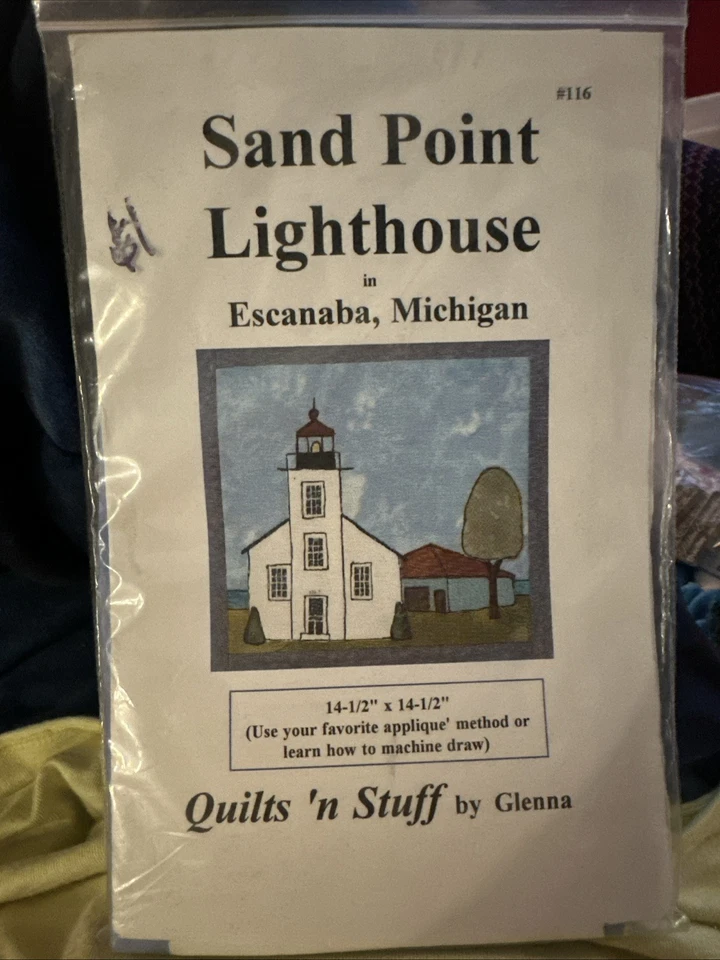 #116
Sand Point
Lighthouse
in
Escanaba, Michigan
14-1/2" x 14-1/2"
(Use your favorite applique' method or
learn how to machine draw)
Quilts 'n Stuff by Glenna